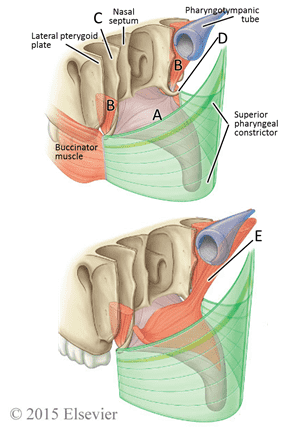 Nasal
septum
Pharyngotympanic
tube
C
Lateral pterygoid
plate
D
B
B
A
Superior
pharyngeal
constrictor
Buccinator
muscle
E
© 2015 Elsevier